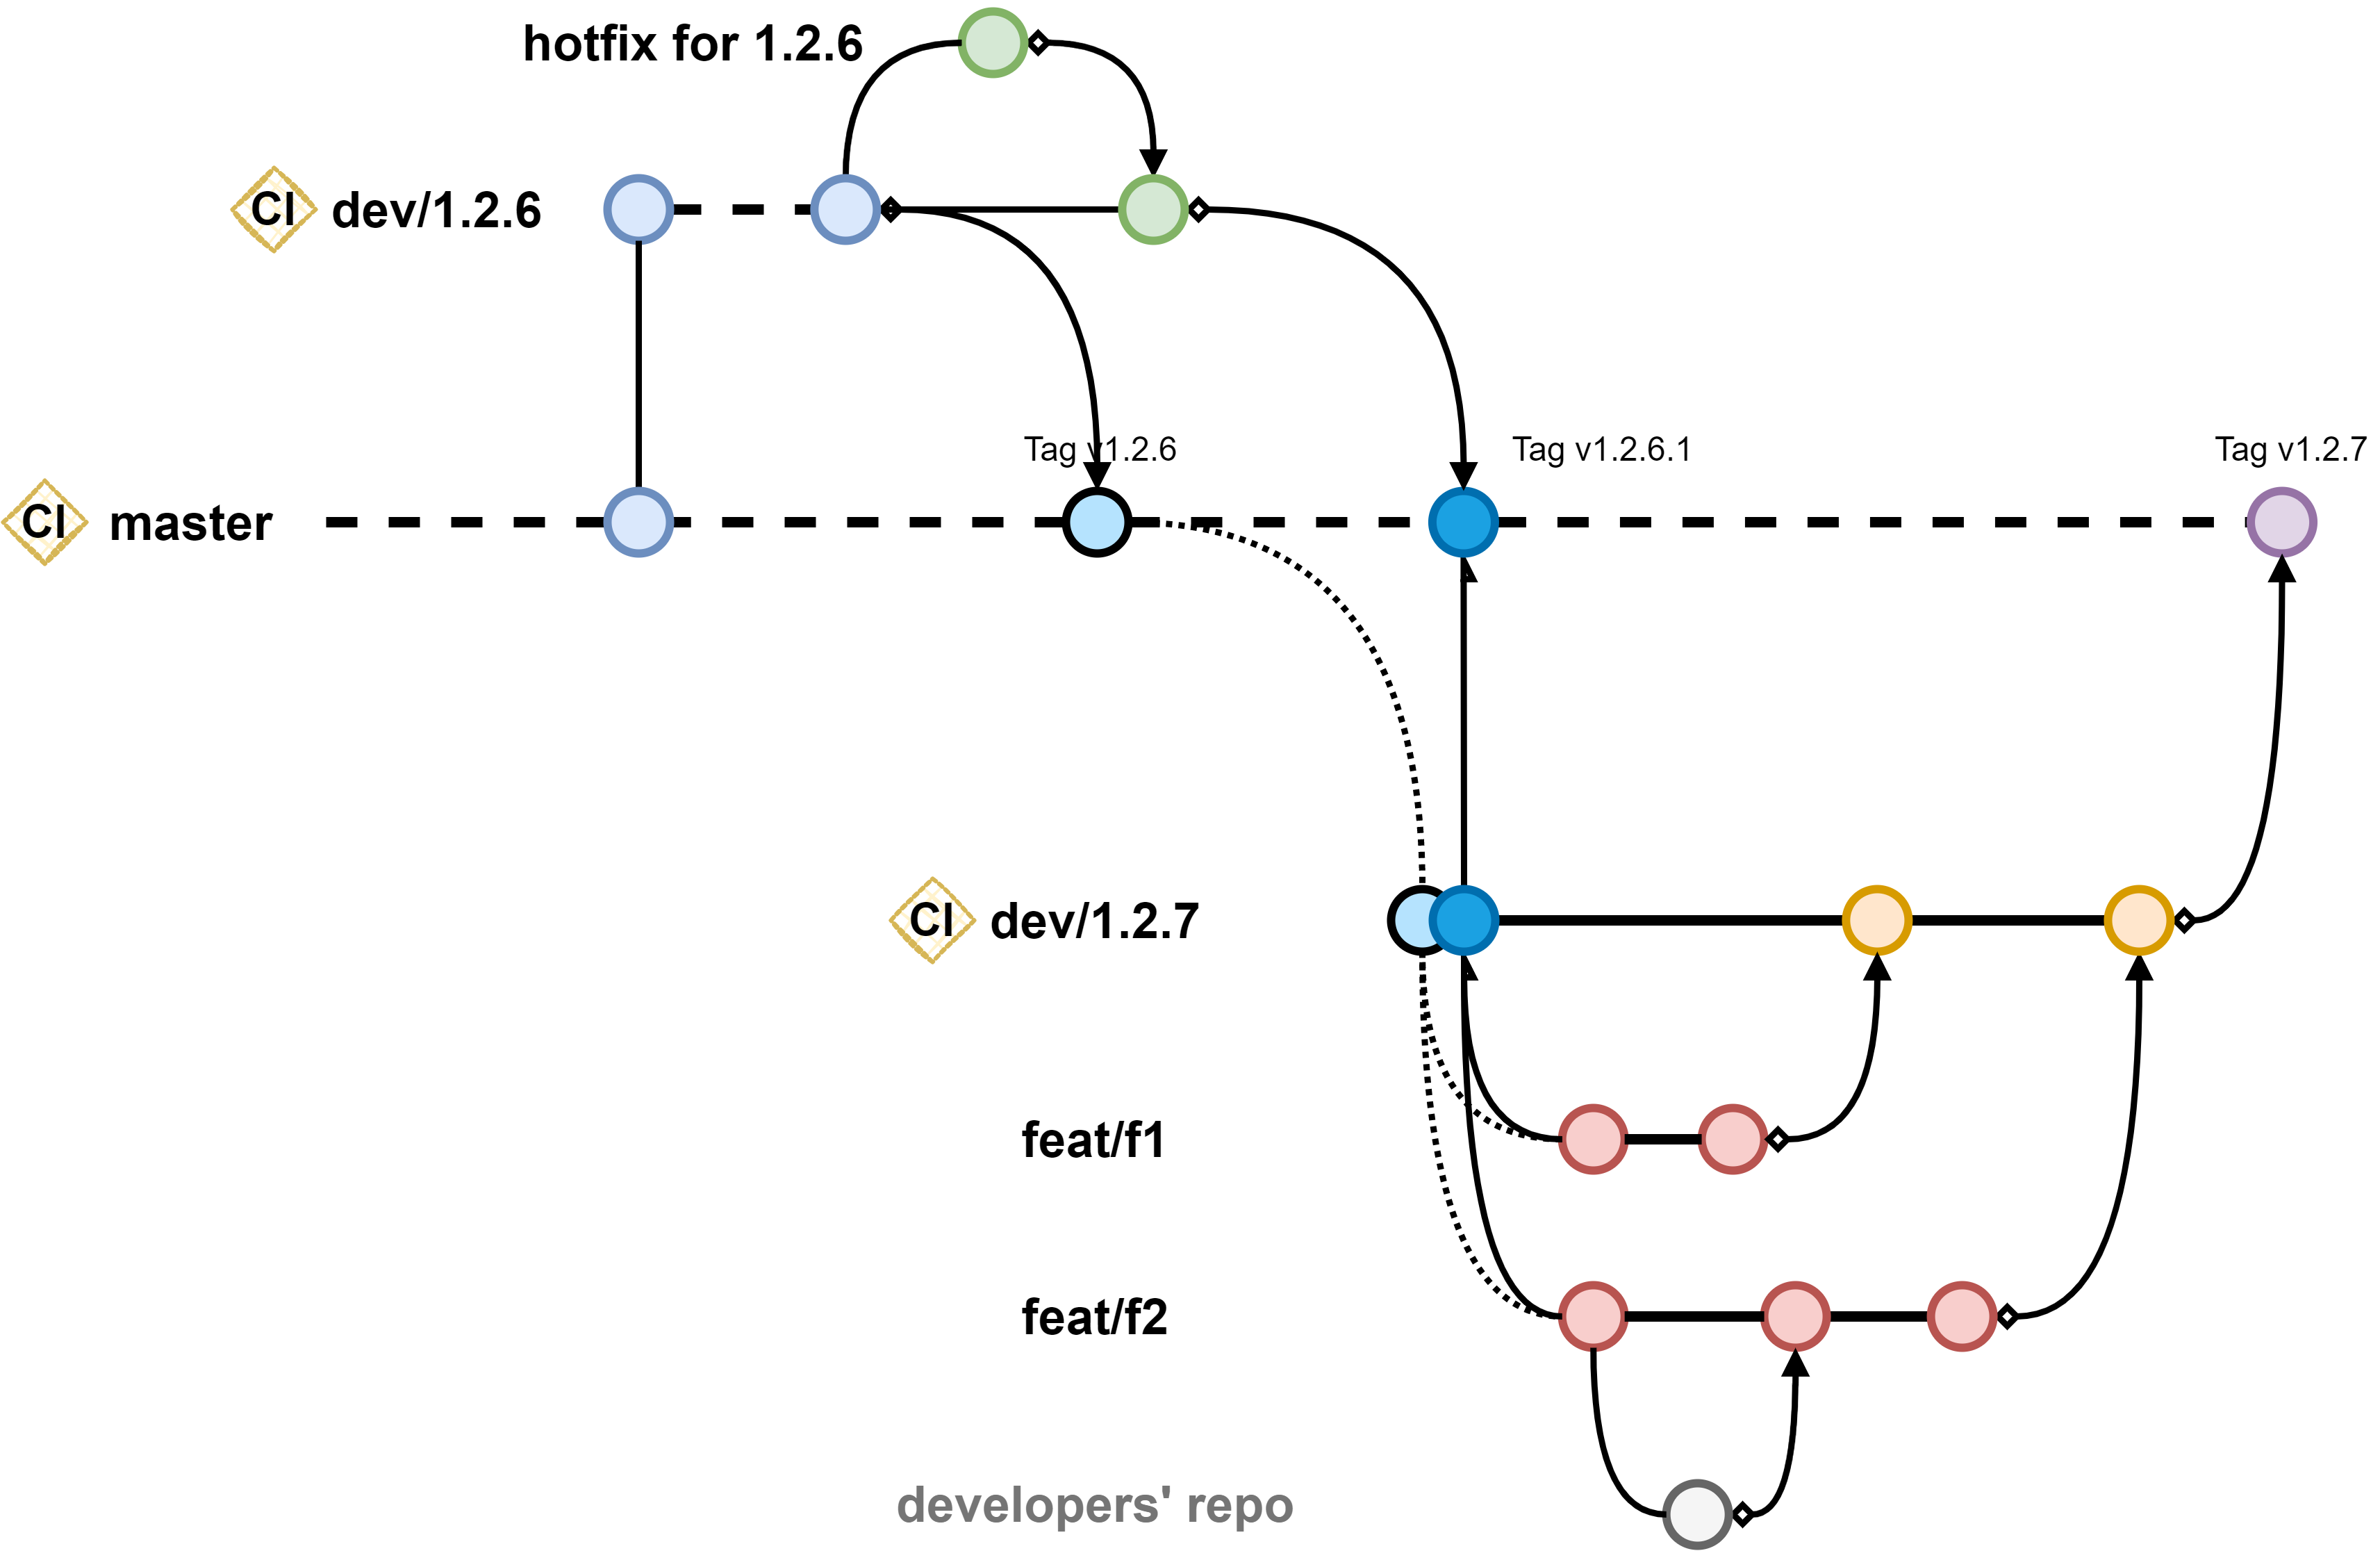 hotfix for 1.2.6
CI dev/1.2.6
Tag v1.2.6
Tag v1.2.6.1
Tag v1.2.7
CI master
CI dev/1.2.7
feat/f1
feat/f2
developers' repo